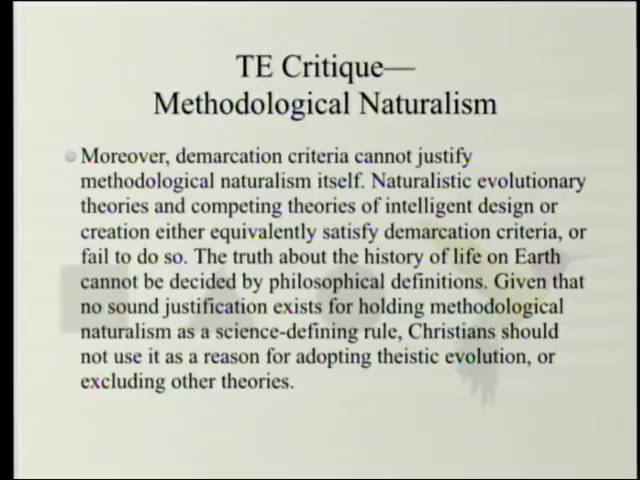 TE Critique—
Methodological Naturalism
Moreover, demarcation criteria cannot justify
methodological naturalism itself. Naturalistic evolutionary
theories and competing theories of intelligent design or
creation either equivalently satisfy demarcation criteria, or
fail to do so. The truth about the history of life on Earth
cannot be decided by philosophical definitions. Given that
no sound justification exists for holding methodological
naturalism as a science-defining rule, Christians should
not use it as a reason for adopting theistic evolution, or
excluding other theories.